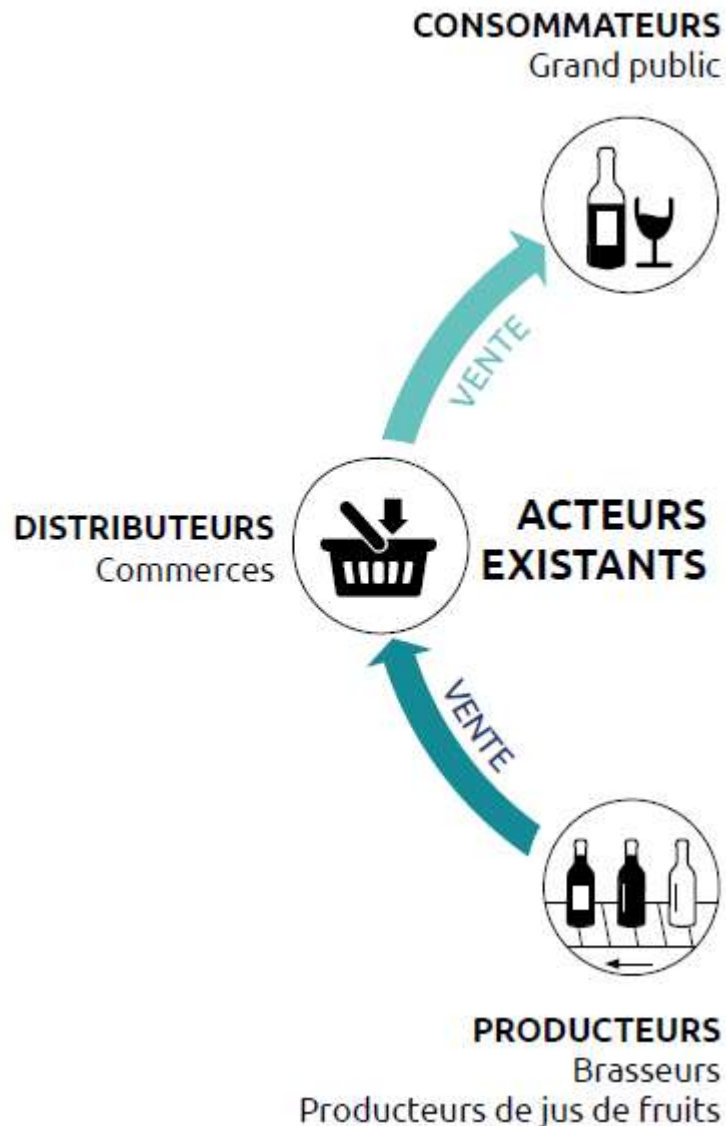 CONSOMMATEURS
Grand public
VENTE
DISTRIBUTEURS
Commerces
ACTEURS
EXISTANTS
VENTE
PRODUCTEURS
Brasseurs
Producteurs de jus de fruits